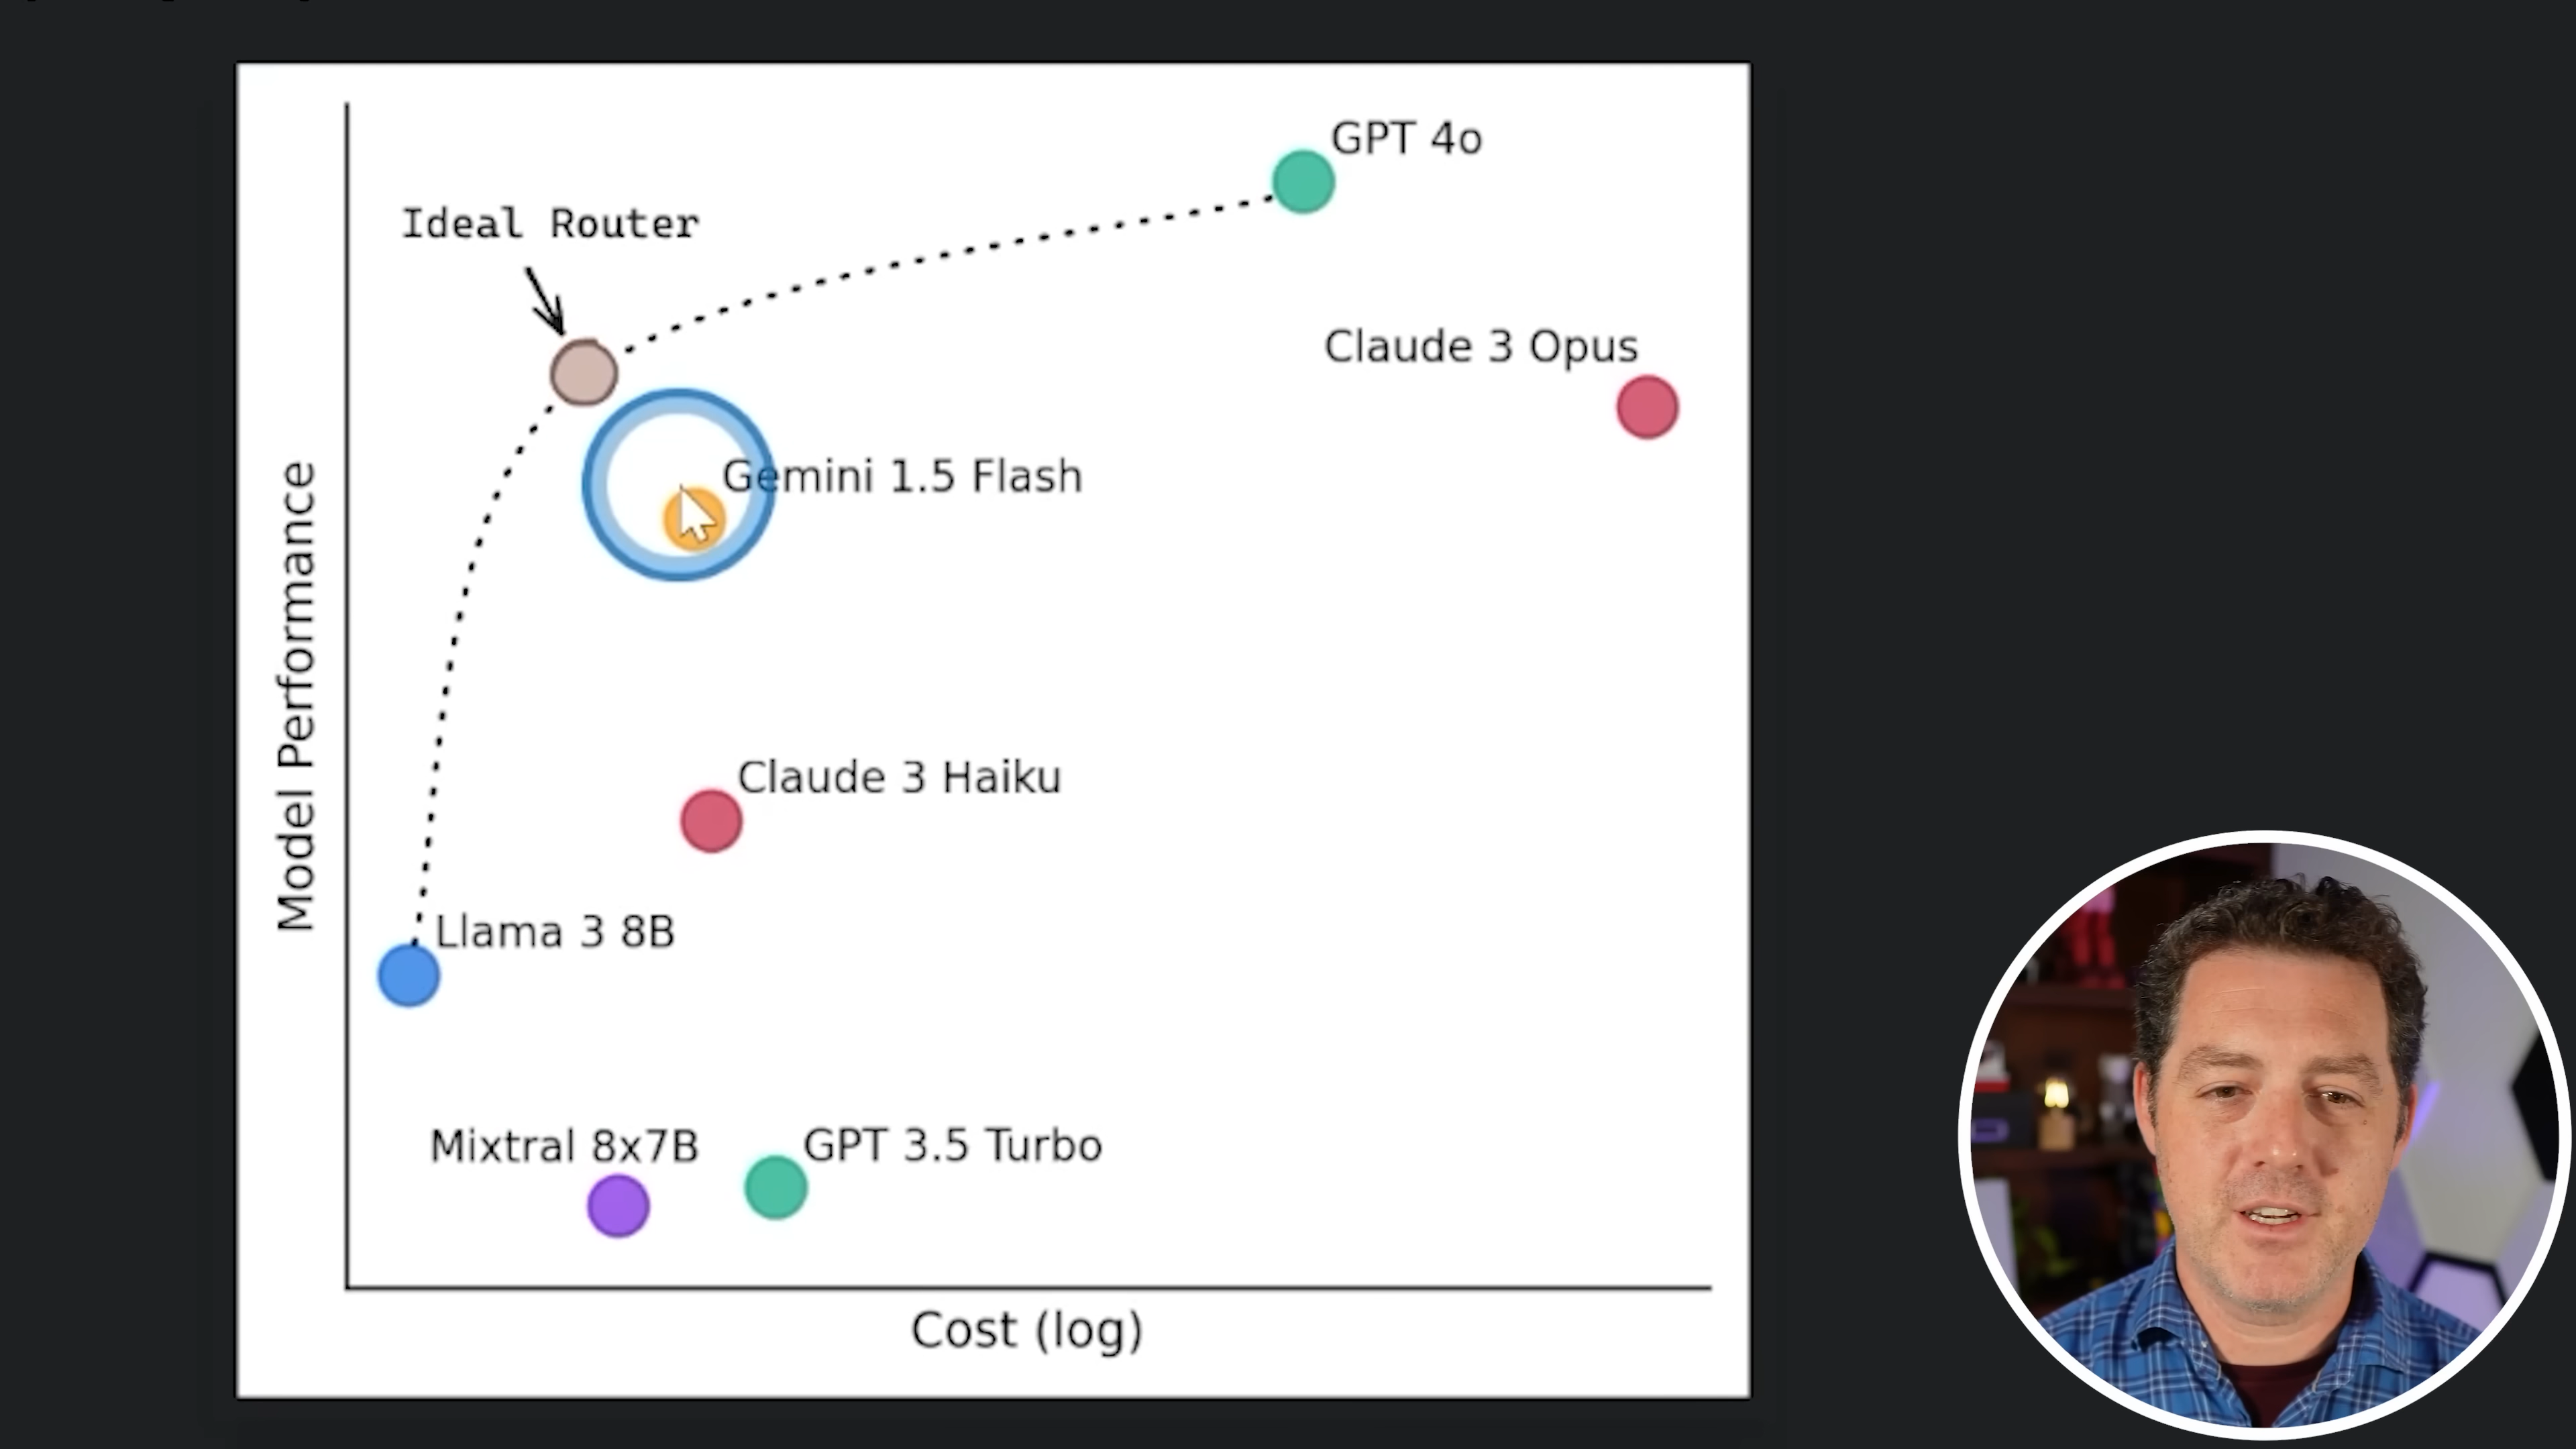 GPT 4o
Ideal Router
Claude 3 Opus
Gemini 1.5 Flash
Model Performance
Claude 3 Haiku
Llama 3 8B
Mixtral 8x7B
GPT 3.5 Turbo
Cost (log)